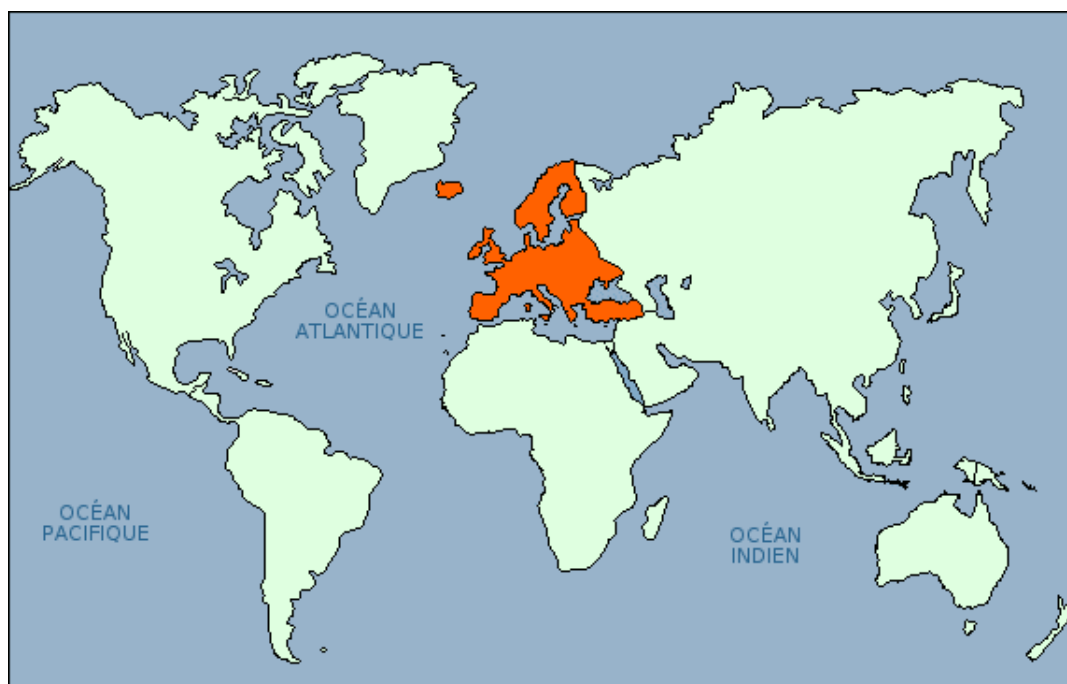 OCÉAN
ATLANTIQUE
OCÉAN
PACIFIQUE
OCÉAN
INDIEN